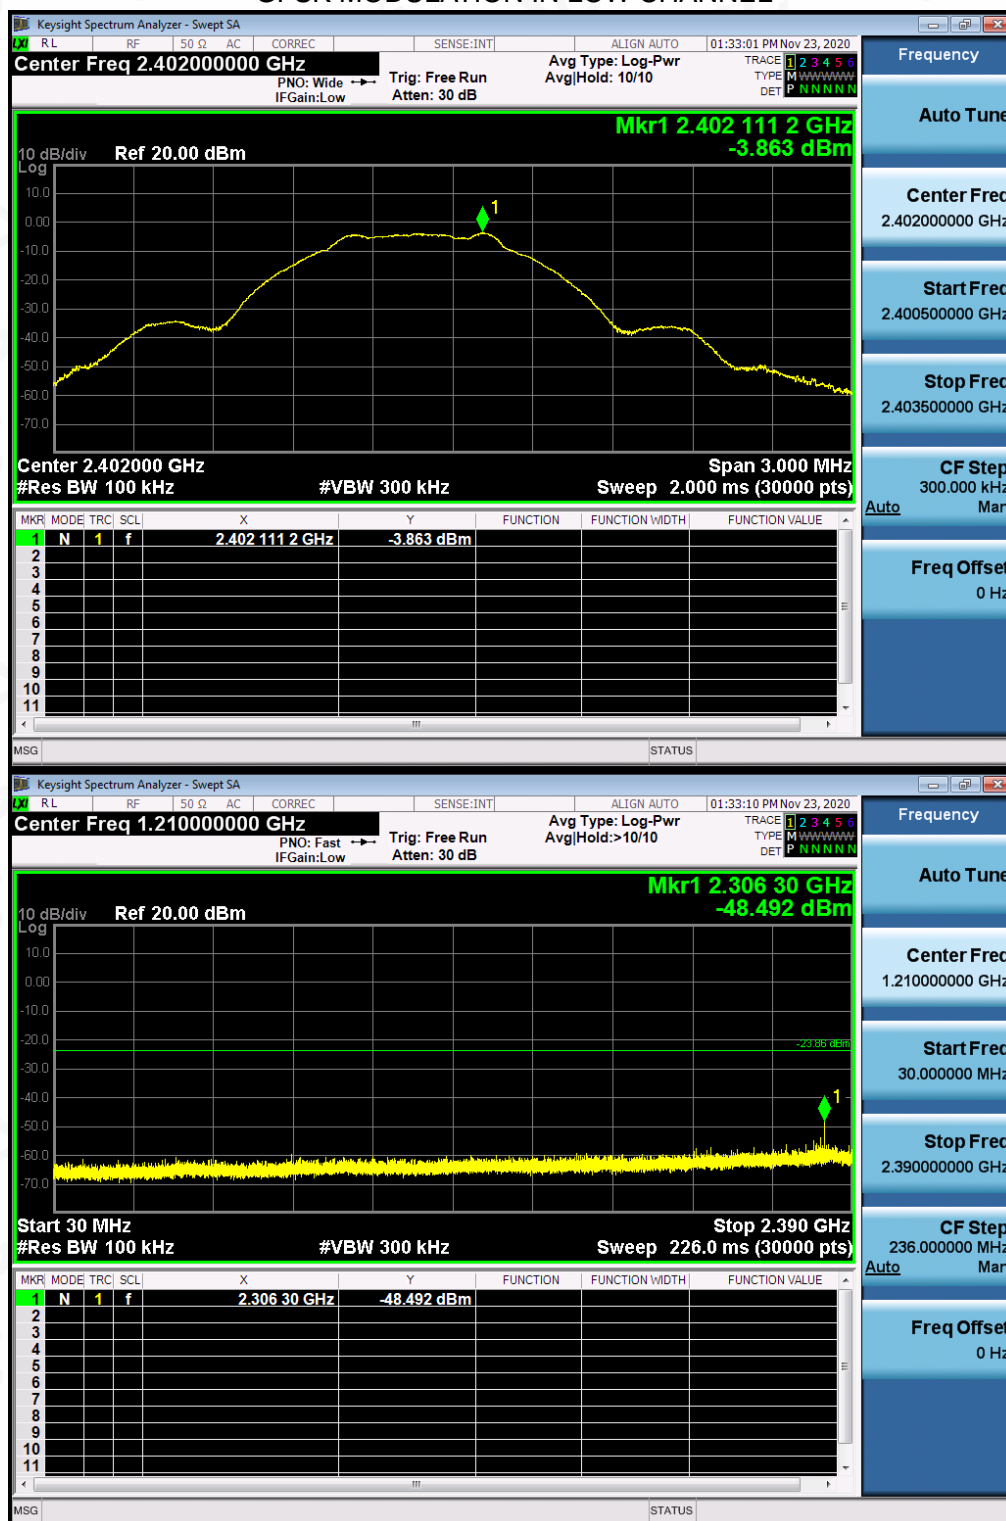 Keysight Spectrum Analyzer - Swept SA
LXI RL RF 50 Ω AC CORREC SENSE:INT ALIGN AUTO 01:33:01 PM Nov 23, 2020
Center Freq 2.402000000 GHz
PNO: Wide
IFGain:Low
Trig: Free Run
Atten: 30 dB
Avg Type: Log-Pwr
Avg|Hold: 10/10
TRACE 1 2 3 4 5 6
TYPE M WWWWW
DET P N N N N N
Frequency
Mkr1 2.402 111 2 GHz
-3.863 dBm
10 dB/div Ref 20.00 dBm
Log
10.0
0.00
-10.0
-20.0
-30.0
-40.0
-50.0
-60.0
-70.0
1
Center 2.402000 GHz Span 3.000 MHz
#Res BW 100 kHz #VBW 300 kHz Sweep 2.000 ms (30000 pts)
MKR MODE TRC SCL X Y FUNCTION FUNCTION WIDTH FUNCTION VALUE
1 N 1 f 2.402 111 2 GHz -3.863 dBm
2
3
4
5
6
7
8
9
10
11
MSG STATUS
Auto Tune
Center Freq
2.402000000 GHz
Start Freq
2.400500000 GHz
Stop Freq
2.403500000 GHz
CF Step
300.000 kHz
Auto Man
Freq Offset
0 Hz
Keysight Spectrum Analyzer - Swept SA
LXI RL RF 50 Ω AC CORREC SENSE:INT ALIGN AUTO 01:33:10 PM Nov 23, 2020
Center Freq 1.210000000 GHz
PNO: Fast
IFGain:Low
Trig: Free Run
Atten: 30 dB
Avg Type: Log-Pwr
Avg|Hold:>10/10
TRACE 1 2 3 4 5 6
TYPE M WWWWW
DET P N N N N N
Frequency
Mkr1 2.306 30 GHz
-48.492 dBm
10 dB/div Ref 20.00 dBm
Log
10.0
0.00
-10.0
-20.0
-30.0
-40.0
-50.0
-60.0
-70.0
-23.86 dBm
1
Start 30 MHz Stop 2.390 GHz
#Res BW 100 kHz #VBW 300 kHz Sweep 226.0 ms (30000 pts)
MKR MODE TRC SCL X Y FUNCTION FUNCTION WIDTH FUNCTION VALUE
1 N 1 f 2.306 30 GHz -48.492 dBm
2
3
4
5
6
7
8
9
10
11
MSG STATUS
Auto Tune
Center Freq
1.210000000 GHz
Start Freq
30.000000 MHz
Stop Freq
2.390000000 GHz
CF Step
236.000000 MHz
Auto Man
Freq Offset
0 Hz